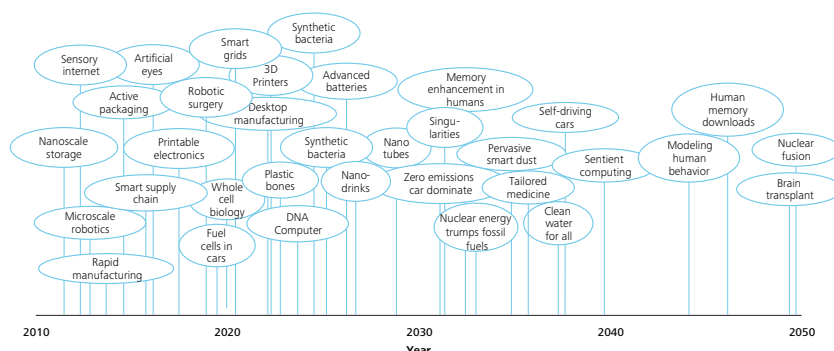 Synthetic
bacteria
Smart
grids
Sensory
internet
Artificial
eyes
3D
Printers
Advanced
batteries
Memory
enhancement in
humans
Active
packaging
Robotic
surgery
Desktop
manufacturing
Singu-
larities
Self-driving
cars
Human
memory
downloads
Nanoscale
storage
Printable
electronics
Synthetic
bacteria
Nano
tubes
Pervasive
smart dust
Sentient
computing
Modeling
human
behavior
Nuclear
fusion
Smart supply
chain
Whole
cell
biology
Plastic
bones
Nano-
drinks
Zero emissions
car dominate
Tailored
medicine
Brain
transplant
Microscale
robotics
Fuel
cells in
cars
DNA
Computer
Nuclear energy
trumps fossil
fuels
Clean
water
for all
Rapid
manufacturing
2010 2020 2030 2040 2050
Year